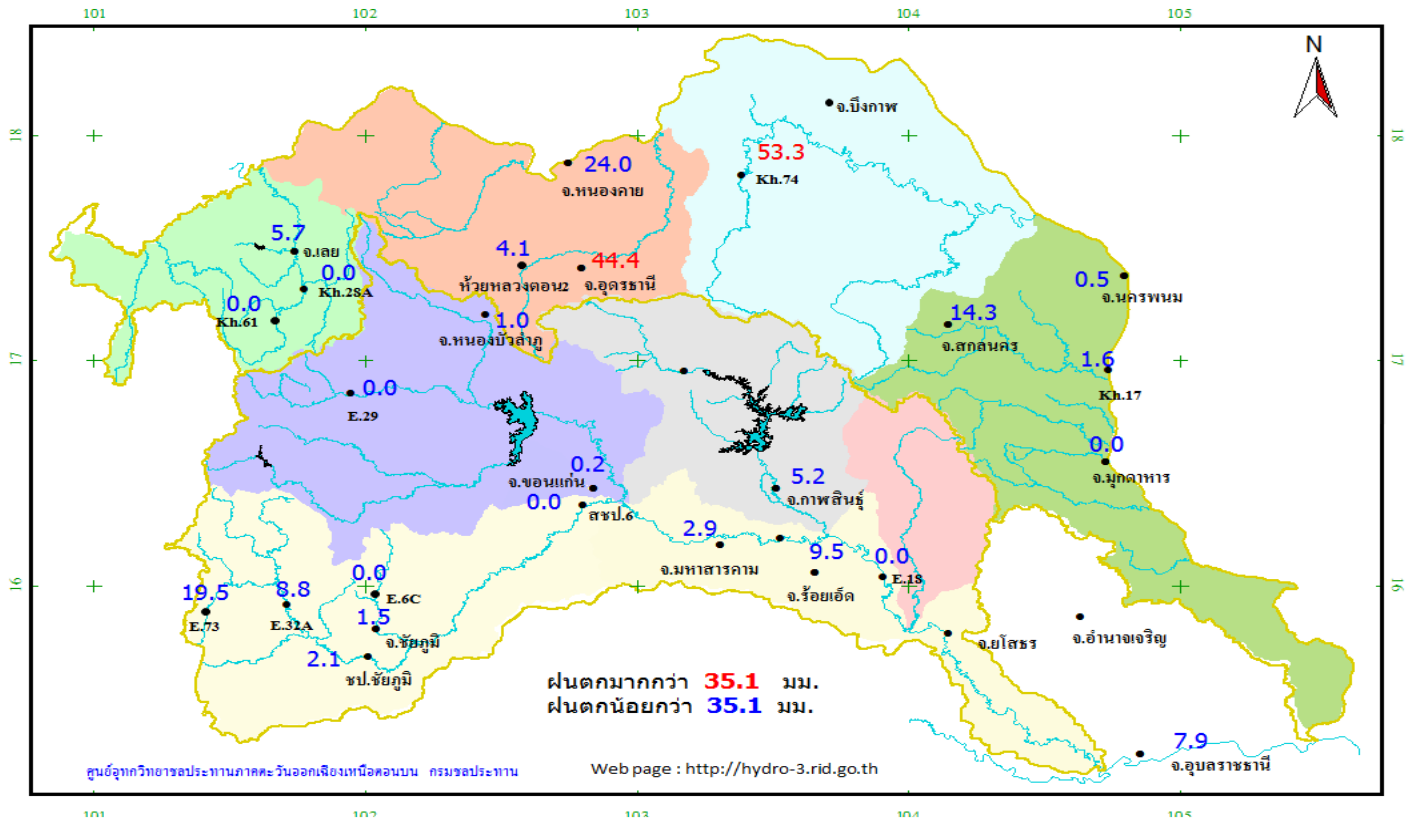 101 102 103 104 105
N
18 18
จ.บึงกาฬ
53.3
Kh.74
24.0
จ.หนองคาย
5.7
จ.เลย
4.1
ห้วยหลวงตอน2
44.4
จ.อุดรธานี
0.0
Kh.28A
0.0
Kh.61
0.5
จ.นครพนม
14.3
จ.สกลนคร
1.0
จ.หนองบัวลำภู
17 17
1.6
Kh.17
0.0
E.29
0.0
จ.มุกดาหาร
0.2
จ.ขอนแก่น
0.0
สชป.6
5.2
จ.กาฬสินธุ์
2.9
จ.มหาสารคาม
9.5
จ.ร้อยเอ็ด
0.0
E.18
16 16
19.5
E.73
8.8
E.32A
0.0
E.6C
1.5
จ.ชัยภูมิ
2.1
ชป.ชัยภูมิ
จ.ยโสธร
จ.อำนาจเจริญ
ฝนตกมากกว่า 35.1 มม.
ฝนตกน้อยกว่า 35.1 มม.
7.9
จ.อุบลราชธานี
ศูนย์อุทกวิทยาชลประทานภาคตะวันออกเฉียงเหนือตอนบน กรมชลประทาน
Web page : http://hydro-3.rid.go.th
101 102 103 104 105